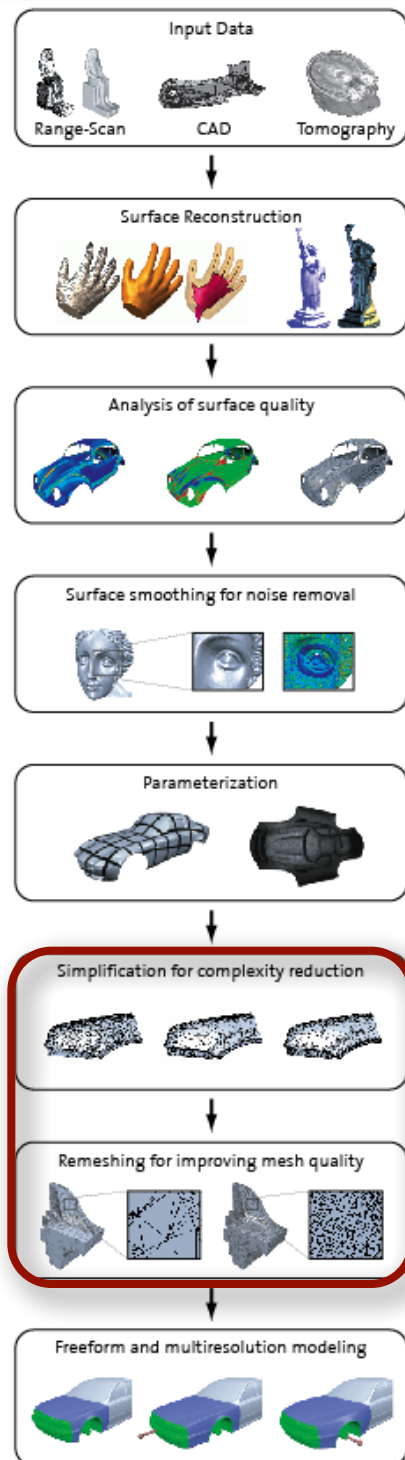 Input Data
Range-Scan CAD Tomography
Surface Reconstruction
Analysis of surface quality
Surface smoothing for noise removal
Parameterization
Simplification for complexity reduction
Remeshing for improving mesh quality
Freeform and multiresolution modeling